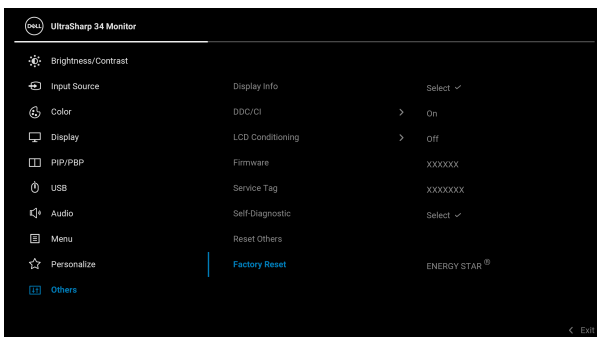 DELL UltraSharp 34 Monitor
Brightness/Contrast
Input Source Display Info Select ✓
Color DDC/CI > On
Display LCD Conditioning > Off
PIP/PBP Firmware XXXXXX
USB Service Tag XXXXXXX
Audio Self-Diagnostic Select ✓
Menu Reset Others
Personalize Factory Reset ENERGY STAR ®
Others
< Exit